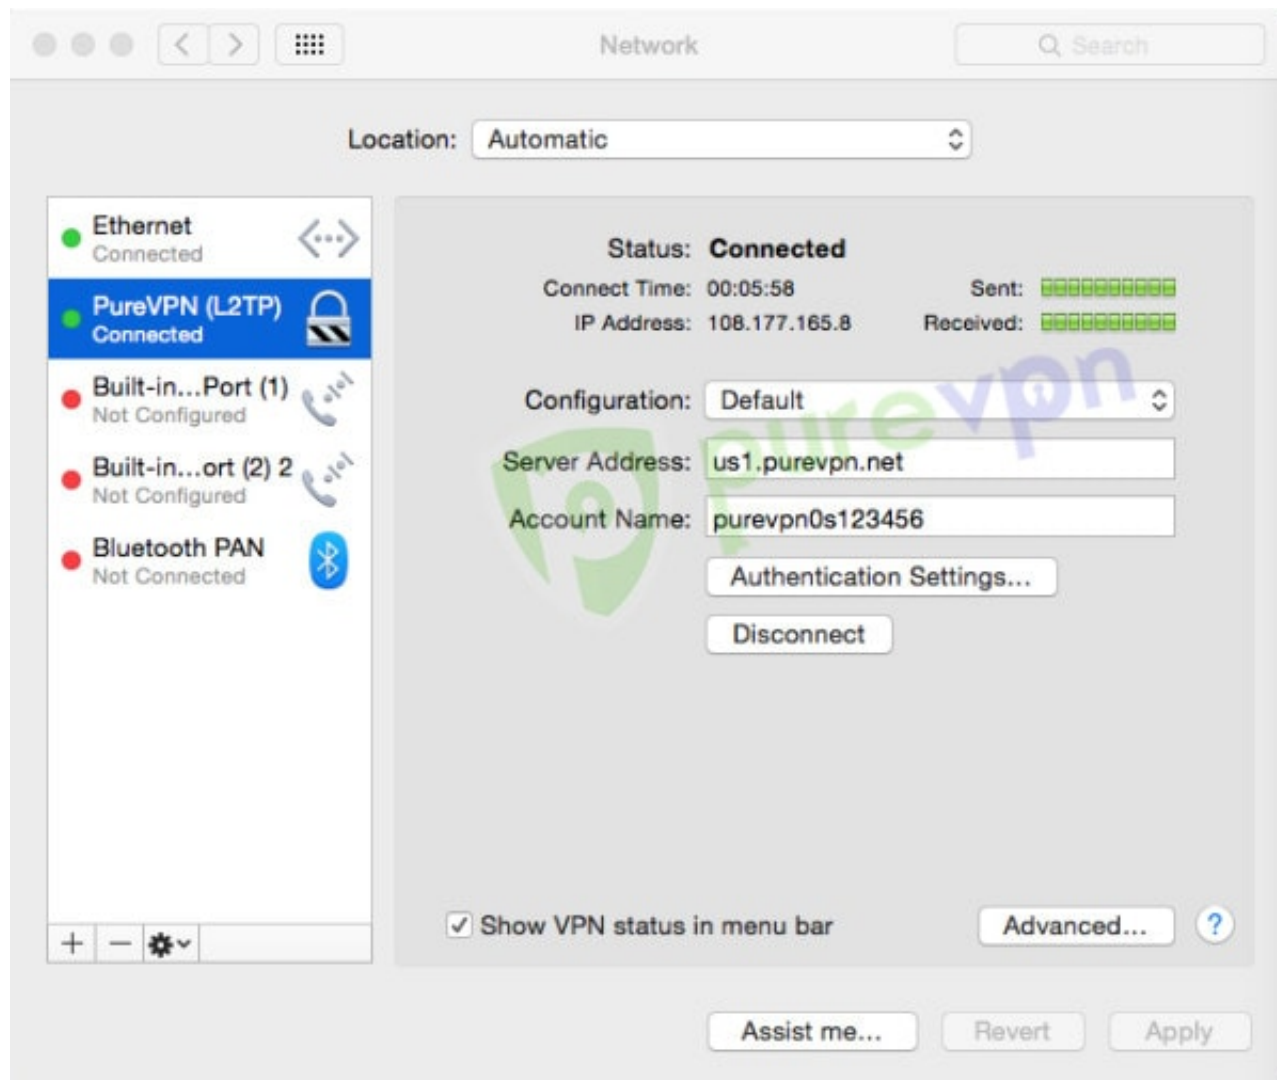 Network
Search
Location: Automatic
Ethernet
Connected
PureVPN (L2TP)
Connected
Built-in...Port (1)
Not Configured
Built-in...ort (2) 2
Not Configured
Bluetooth PAN
Not Connected
Status: Connected
Connect Time: 00:05:58 Sent:
IP Address: 108.177.165.8 Received:
purevpn
Configuration: Default
Server Address: us1.purevpn.net
Account Name: purevpn0s123456
Authentication Settings...
Disconnect
Show VPN status in menu bar Advanced... ?
Assist me... Revert Apply